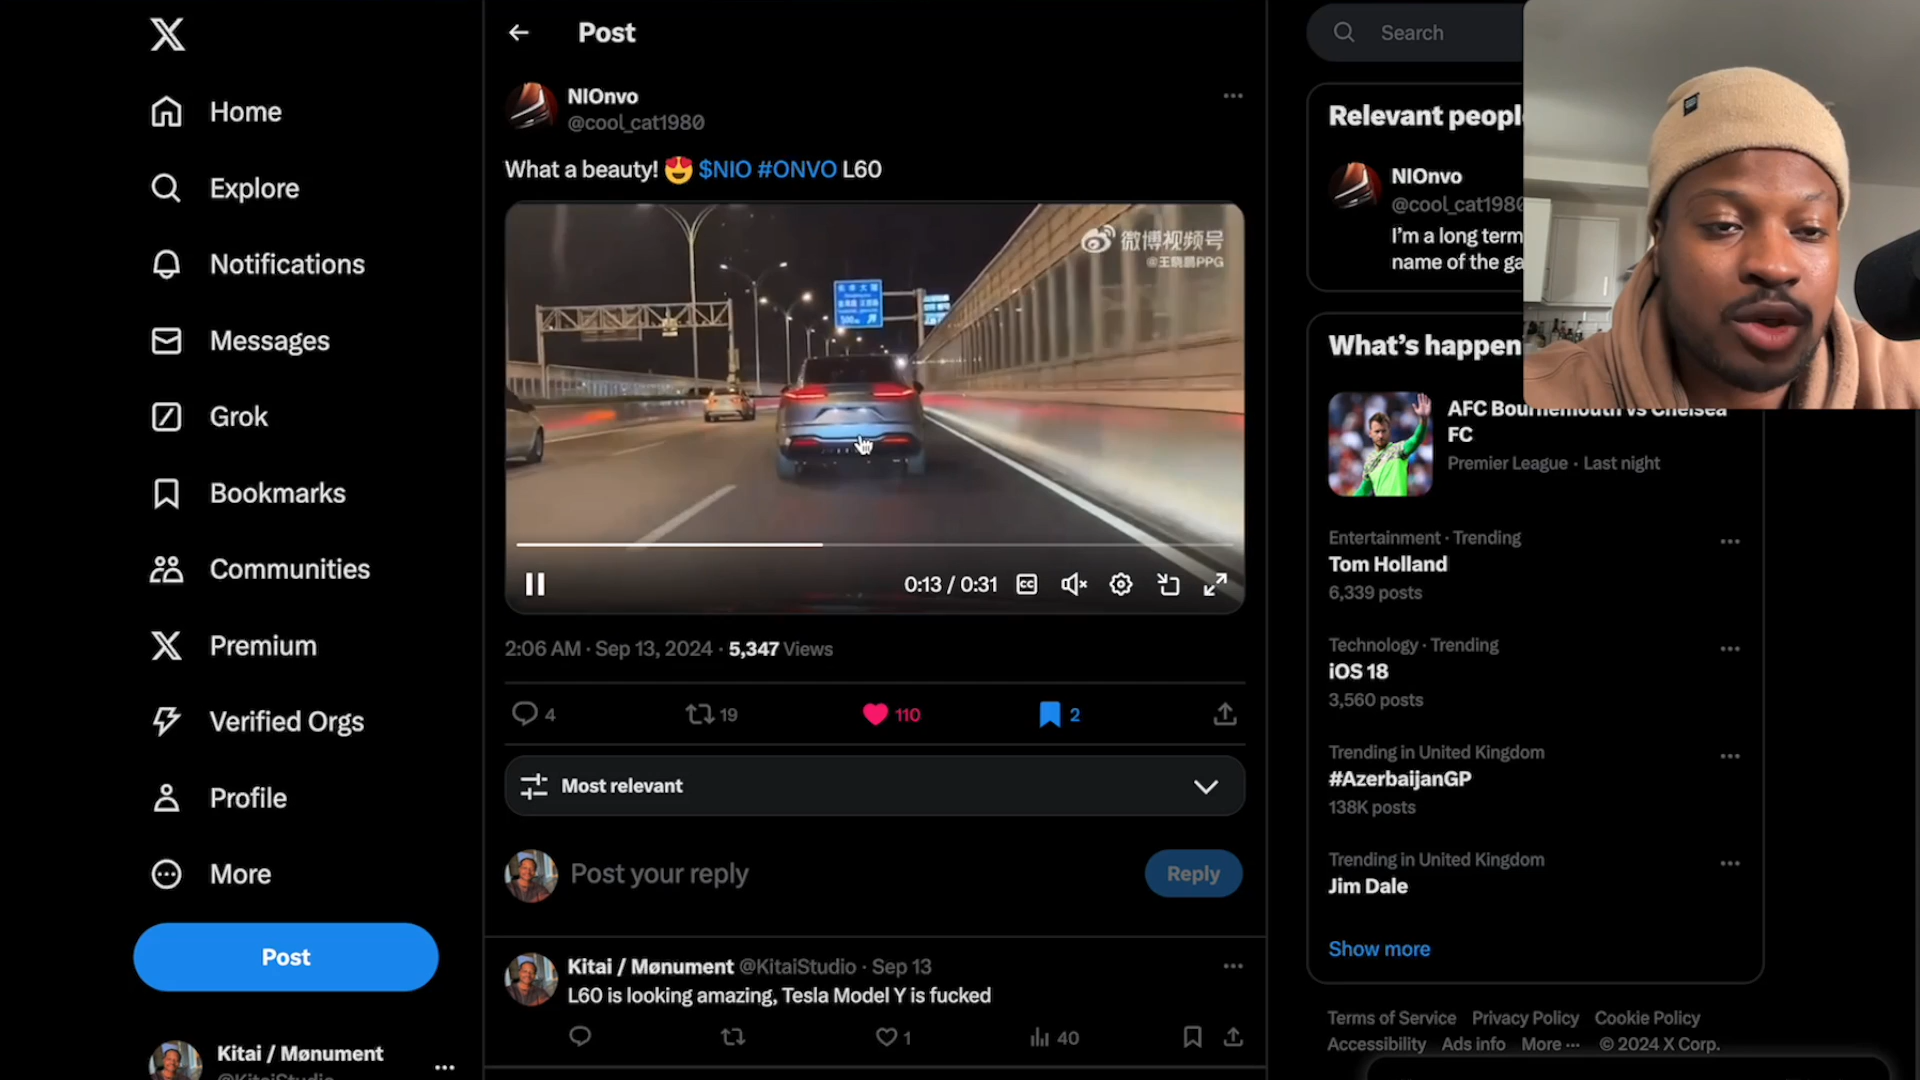 Home
Explore
Notifications
Messages
Grok
Bookmarks
Communities
Premium
Verified Orgs
Profile
More
Post
Kitai / Mønument
Post
NIOnvo
@cool_cat1980
What a beauty! 😍 $NIO #ONVO L60
微博视频号
@王晓鹏PPG
0:13 / 0:31
2:06 AM · Sep 13, 2024 · 5,347 Views
4
19
110
2
Most relevant
Post your reply
Reply
Kitai / Mønument @KitaiStudio · Sep 13
L60 is looking amazing, Tesla Model Y is fucked
1
40
Search
Relevant peopl
NIOnvo
@cool_cat1980
I'm a long term
name of the ga
What's happen
AFC Bournemouth vs Chelsea
FC
Premier League · Last night
Entertainment · Trending
Tom Holland
6,339 posts
Technology · Trending
iOS 18
3,560 posts
Trending in United Kingdom
#AzerbaijanGP
138K posts
Trending in United Kingdom
Jim Dale
Show more
Terms of Service Privacy Policy Cookie Policy
Accessibility Ads info More ··· © 2024 X Corp.